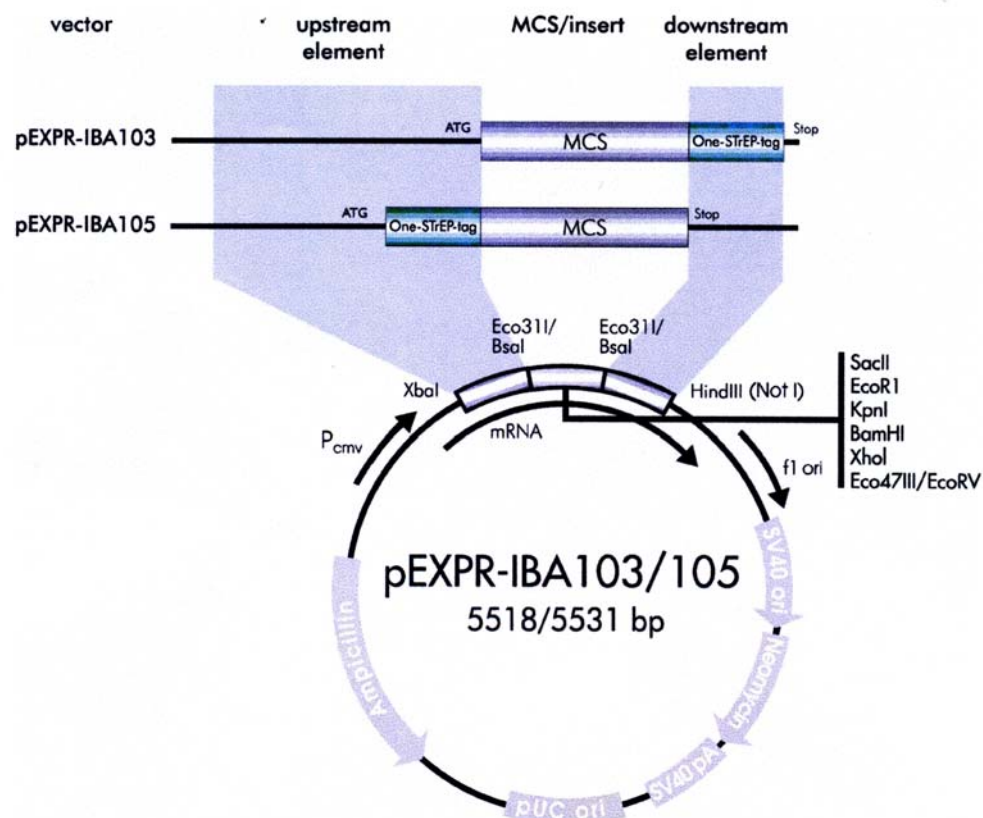 vector
upstream element
MCS/insert
downstream element
pEXPR-IBA103
ATG
MCS
One-STrEP-tag
Stop
pEXPR-IBA105
ATG
One-STrEP-tag
MCS
Stop
Eco31I/
BsaI
Eco31I/
BsaI
XbaI
HindIII (Not I)
SacII
EcoR1
KpnI
BamHI
XhoI
Eco47III/EcoRV
Pcmv
mRNA
f1 ori
pEXPR-IBA103/105
5518/5531 bp
SV40 ori
Neomycin
SV40 pA
pUC ori
Ampicillin